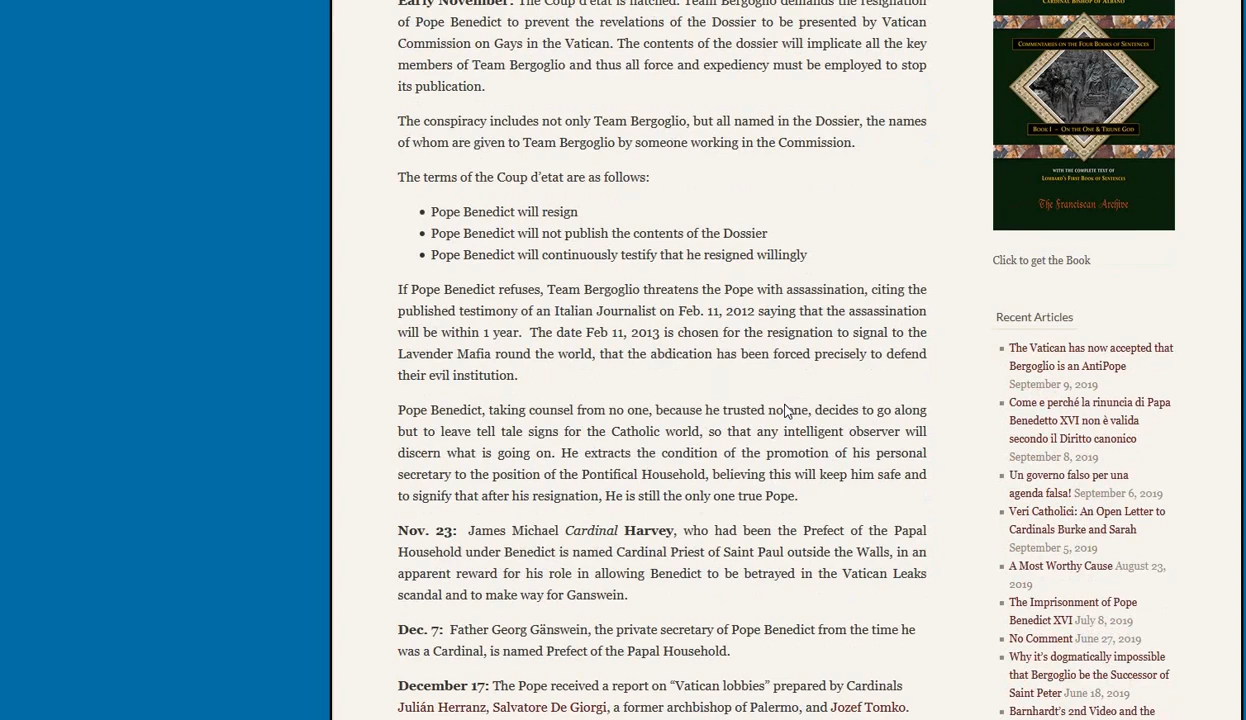 Early November: The Coup d'etat is hatched. Team Bergoglio demands the resignation
of Pope Benedict to prevent the revelations of the Dossier to be presented by Vatican
Commission on Gays in the Vatican. The contents of the dossier will implicate all the key
members of Team Bergoglio and thus all force and expediency must be employed to stop
its publication.
The conspiracy includes not only Team Bergoglio, but all named in the Dossier, the names
of whom are given to Team Bergoglio by someone working in the Commission.
The terms of the Coup d'etat are as follows:
• Pope Benedict will resign
• Pope Benedict will not publish the contents of the Dossier
• Pope Benedict will continuously testify that he resigned willingly
If Pope Benedict refuses, Team Bergoglio threatens the Pope with assassination, citing the
published testimony of an Italian Journalist on Feb. 11, 2012 saying that the assassination
will be within 1 year. The date Feb 11, 2013 is chosen for the resignation to signal to the
Lavender Mafia round the world, that the abdication has been forced precisely to defend
their evil institution.
Pope Benedict, taking counsel from no one, because he trusted no one, decides to go along
but to leave tell tale signs for the Catholic world, so that any intelligent observer will
discern what is going on. He extracts the condition of the promotion of his personal
secretary to the position of the Pontifical Household, believing this will keep him safe and
to signify that after his resignation, He is still the only one true Pope.
Nov. 23: James Michael Cardinal Harvey, who had been the Prefect of the Papal
Household under Benedict is named Cardinal Priest of Saint Paul outside the Walls, in an
apparent reward for his role in allowing Benedict to be betrayed in the Vatican Leaks
scandal and to make way for Ganswein.
Dec. 7: Father Georg Gänswein, the private secretary of Pope Benedict from the time he
was a Cardinal, is named Prefect of the Papal Household.
December 17: The Pope received a report on “Vatican lobbies” prepared by Cardinals
Julián Herranz, Salvatore De Giorgi, a former archbishop of Palermo, and Jozef Tomko.
CARDINAL BISHOP OF ALBANO
COMMENTARIES ON THE FOUR BOOKS OF SENTENCES
BOOK I - ON THE ONE & TRIUNE GOD
WITH THE COMPLETE TEXT OF
LOMBARD'S FIRST BOOK OF SENTENCES
The Franciscan Archive
Click to get the Book
Recent Articles
The Vatican has now accepted that
Bergoglio is an AntiPope
September 9, 2019
Come e perché la rinuncia di Papa
Benedetto XVI non è valida
secondo il Diritto canonico
September 8, 2019
Un governo falso per una
agenda falsa! September 6, 2019
Veri Catholici: An Open Letter to
Cardinals Burke and Sarah
September 5, 2019
A Most Worthy Cause August 23,
2019
The Imprisonment of Pope
Benedict XVI July 8, 2019
No Comment June 27, 2019
Why it's dogmatically impossible
that Bergoglio be the Successor of
Saint Peter June 18, 2019
Barnhardt's 2nd Video and the